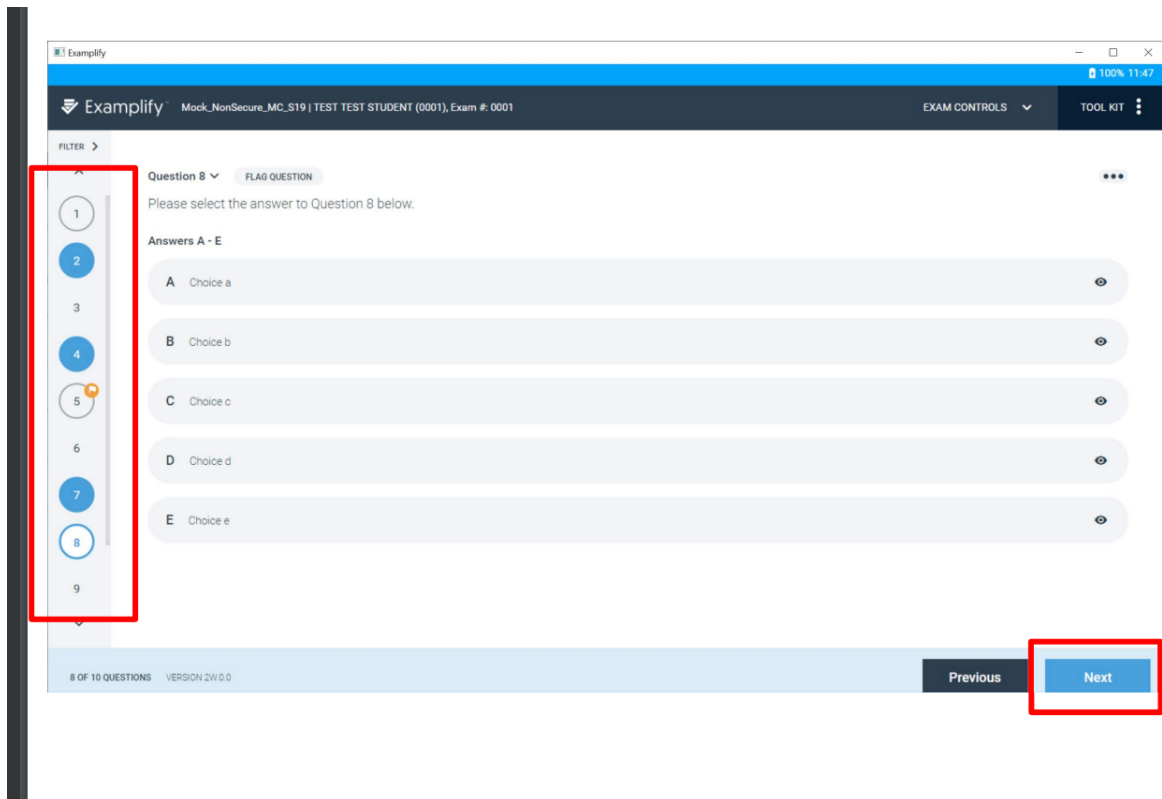 Examplify
100% 11:47
Examplify Mock_NonSecure_MC_S19 | TEST TEST STUDENT (0001), Exam #: 0001 EXAM CONTROLS TOOL KIT
FILTER
Question 8 FLAG QUESTION
Please select the answer to Question 8 below.
Answers A - E
A Choice a
B Choice b
C Choice c
D Choice d
E Choice e
1
2
3
4
5
6
7
8
9
8 OF 10 QUESTIONS VERSION 2W.0.0 Previous Next